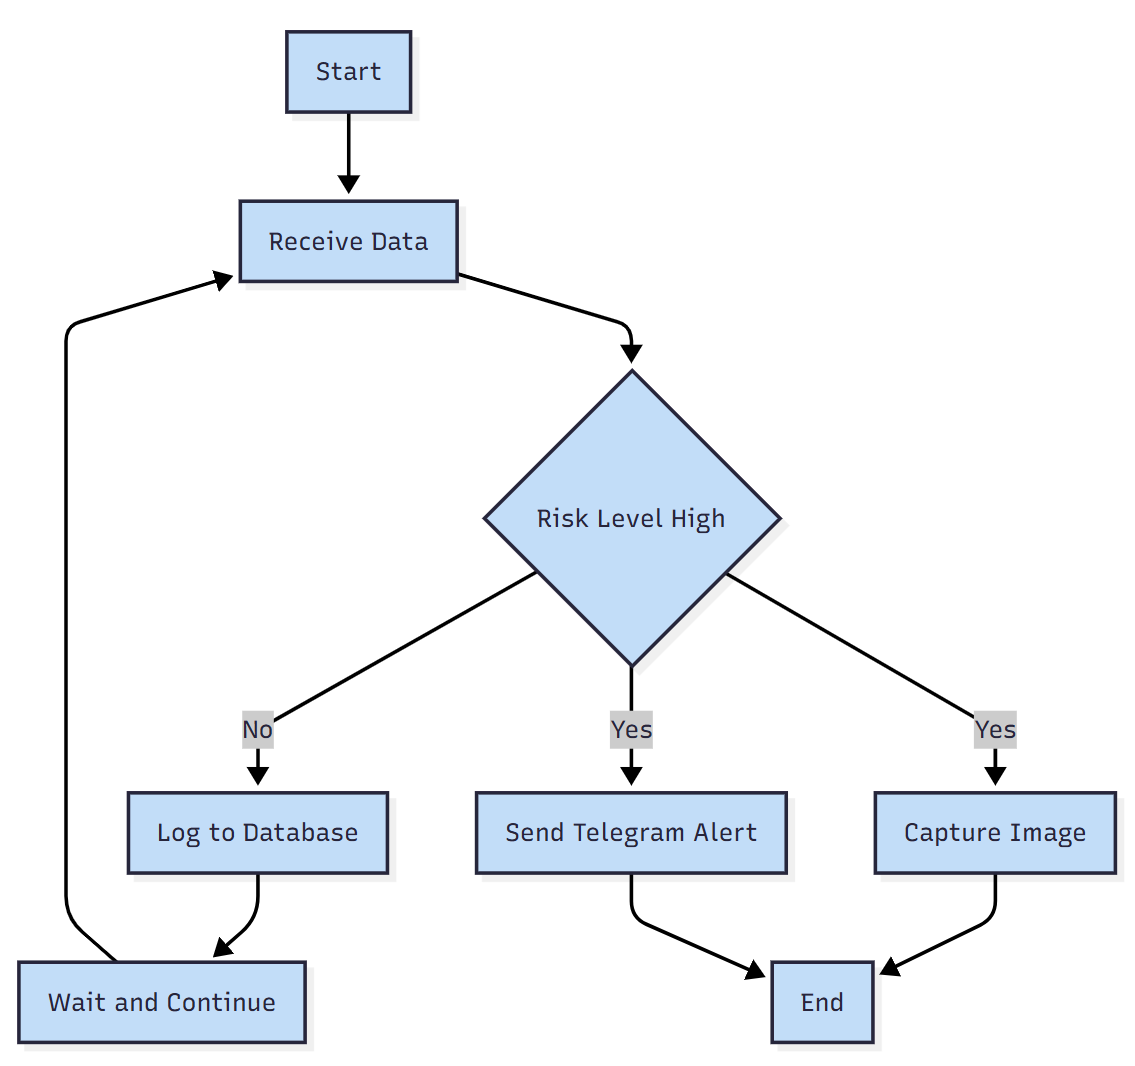 Start
Receive Data
Risk Level High
No
Yes
Yes
Log to Database
Send Telegram Alert
Capture Image
Wait and Continue
End